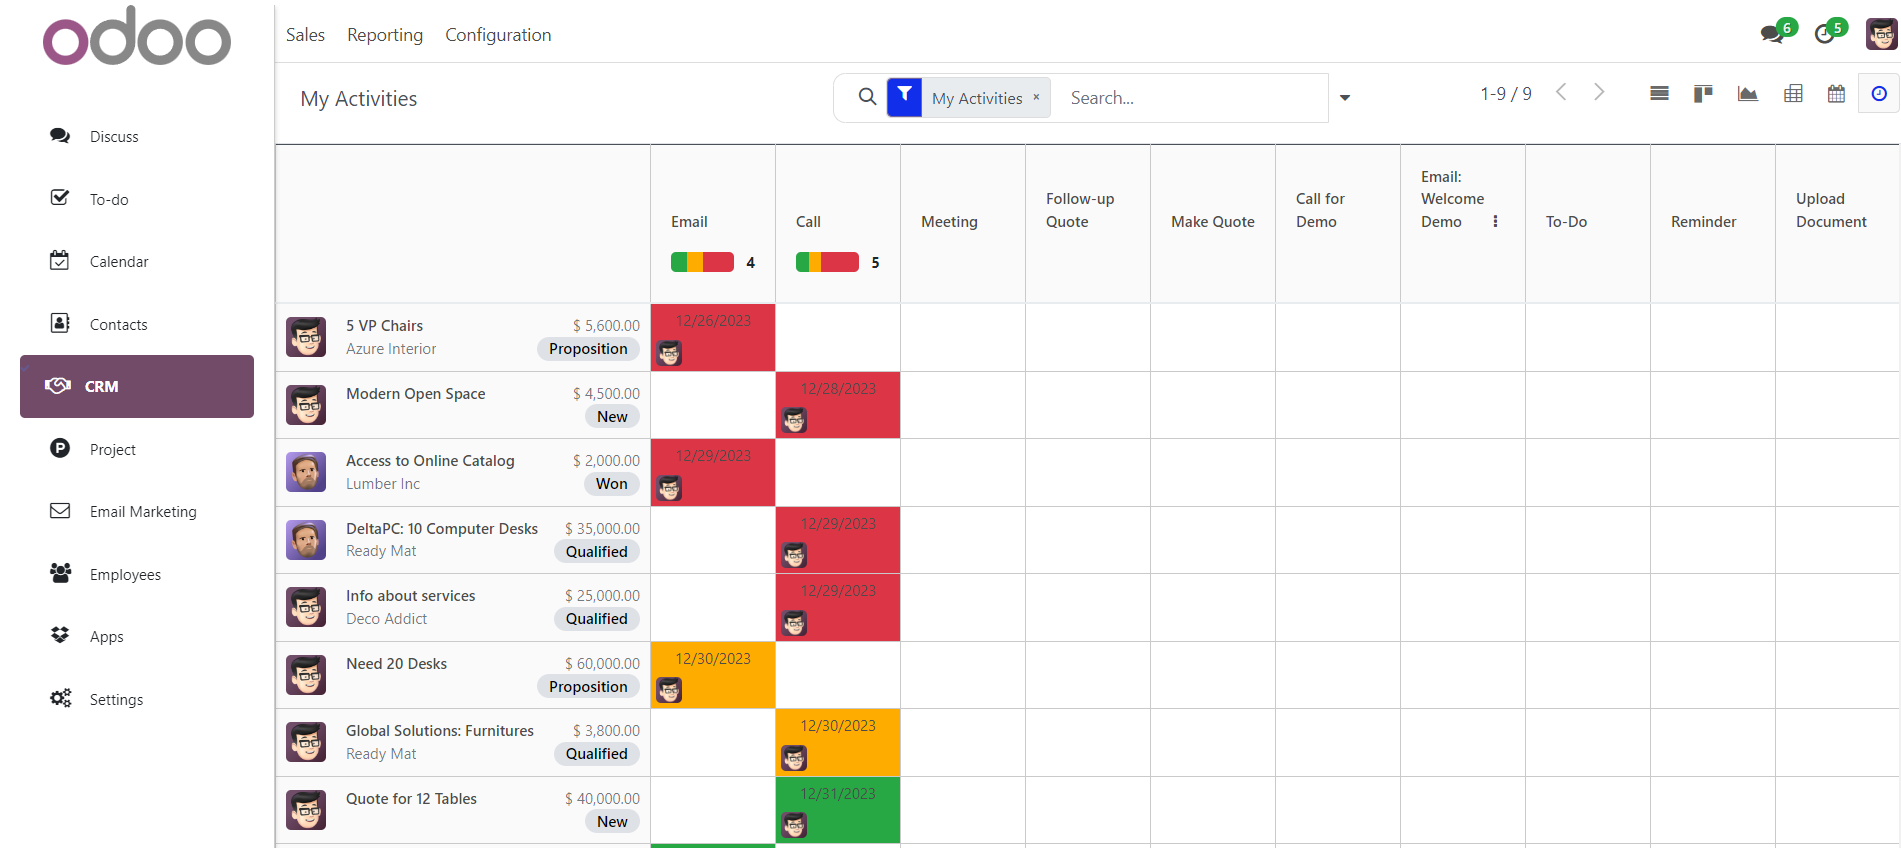 odoo
Sales Reporting Configuration
6
5
My Activities
My Activities × Search...
1-9 / 9
Discuss
To-do
Calendar
Contacts
CRM
Project
Email Marketing
Employees
Apps
Settings
Email
4
Call
5
Meeting
Follow-up
Quote
Make Quote
Call for
Demo
Email:
Welcome
Demo
To-Do
Reminder
Upload
Document
5 VP Chairs $ 5,600.00 12/26/2023
Azure Interior Proposition
Modern Open Space $ 4,500.00 12/28/2023
New
Access to Online Catalog $ 2,000.00 12/29/2023
Lumber Inc Won
DeltaPC: 10 Computer Desks $ 35,000.00 12/29/2023
Ready Mat Qualified
Info about services $ 25,000.00 12/29/2023
Deco Addict Qualified
Need 20 Desks $ 60,000.00 12/30/2023
Proposition
Global Solutions: Furnitures $ 3,800.00 12/30/2023
Ready Mat Qualified
Quote for 12 Tables $ 40,000.00 12/31/2023
New